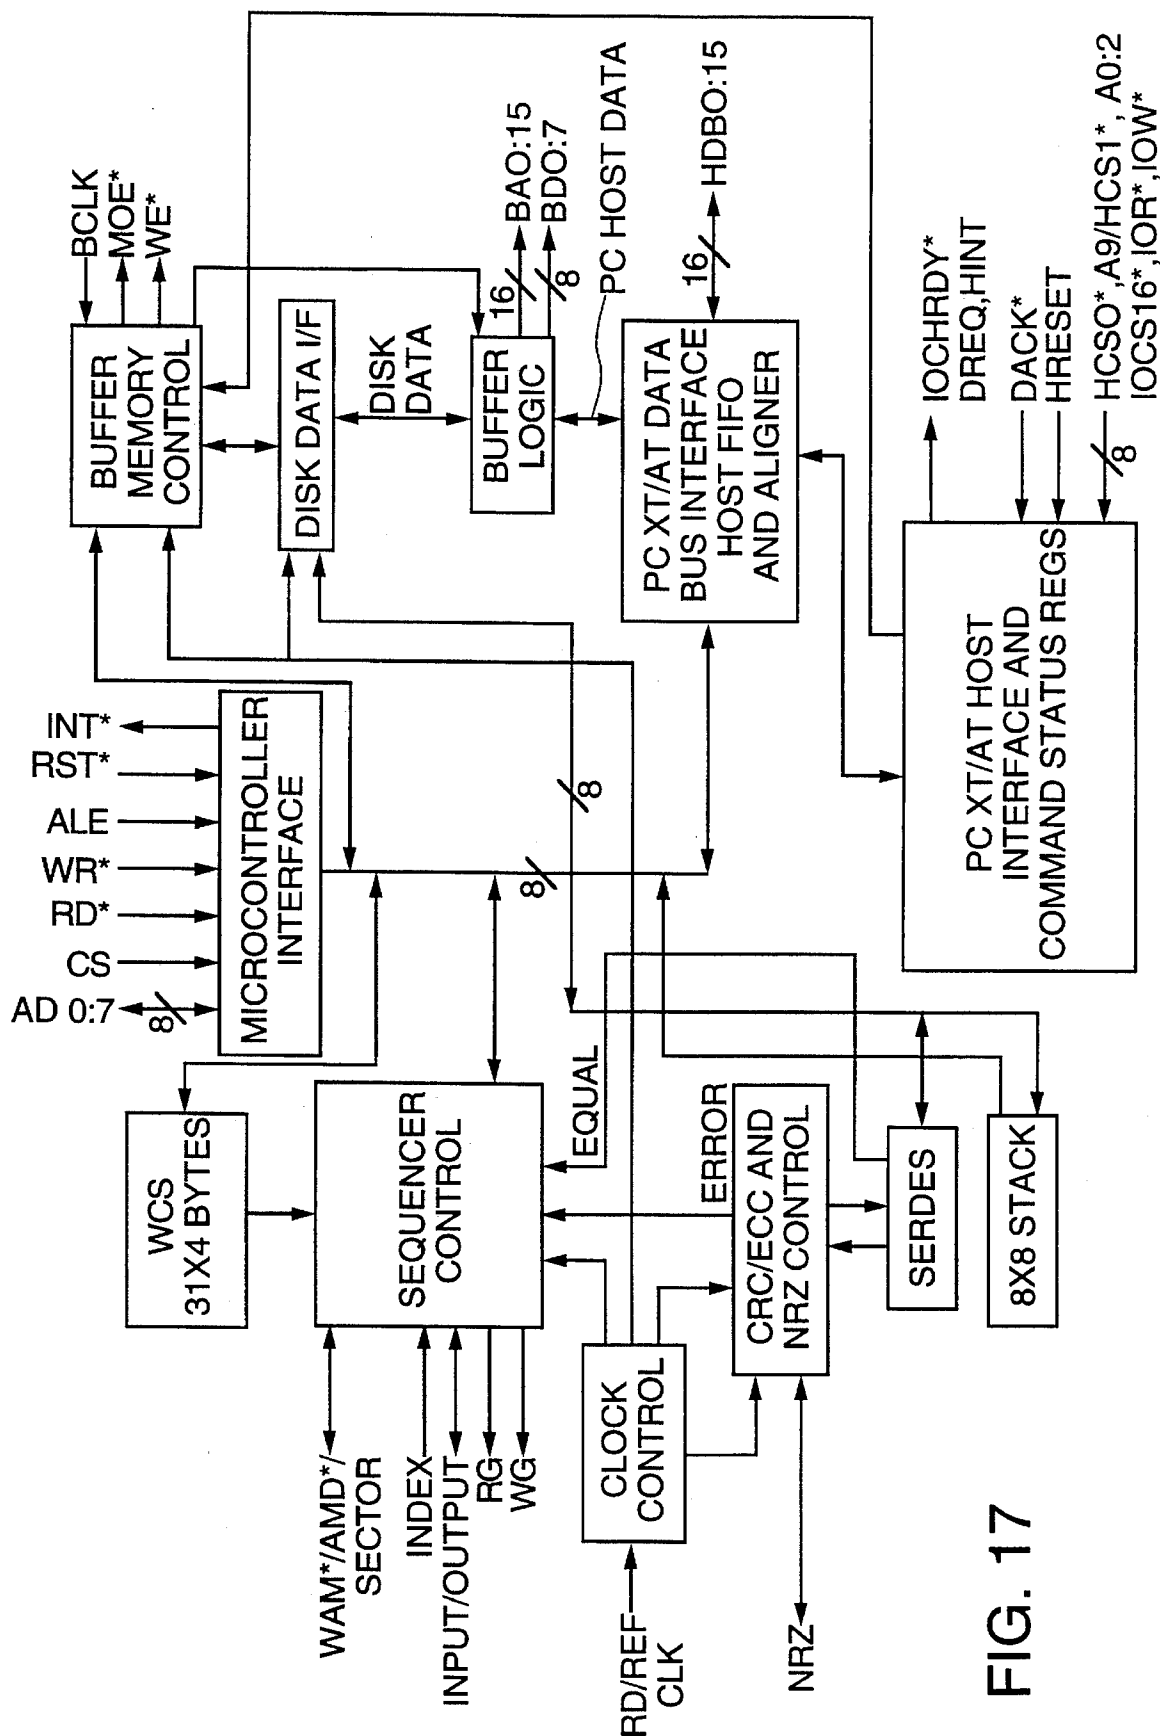 BCLK
MOE*
WE*
BUFFER
MEMORY
CONTROL
DISK DATA I/F
DISK
DATA
BUFFER
LOGIC
16
BAO:15
BDO:7
8
PC HOST DATA
PC XT/AT DATA
BUS INTERFACE
HOST FIFO
AND ALIGNER
16
HDBO:15
IOCHRDY*
DREQ,HINT
DACK*
HRESET
HCSO*,A9/HCS1*, A0:2
IOCS16*,IOR*,IOW*
8
PC XT/AT HOST
INTERFACE AND
COMMAND STATUS REGS
INT*
RST*
ALE
WR*
RD*
CS
AD 0:7
8
MICROCONTROLLER
INTERFACE
8
8
WCS
31X4 BYTES
SEQUENCER
CONTROL
EQUAL
ERROR
CRC/ECC AND
NRZ CONTROL
SERDES
8X8 STACK
CLOCK
CONTROL
WAM*/AMD*/
SECTOR
INDEX
INPUT/OUTPUT
RG
WG
RD/REF
CLK
NRZ
FIG. 17